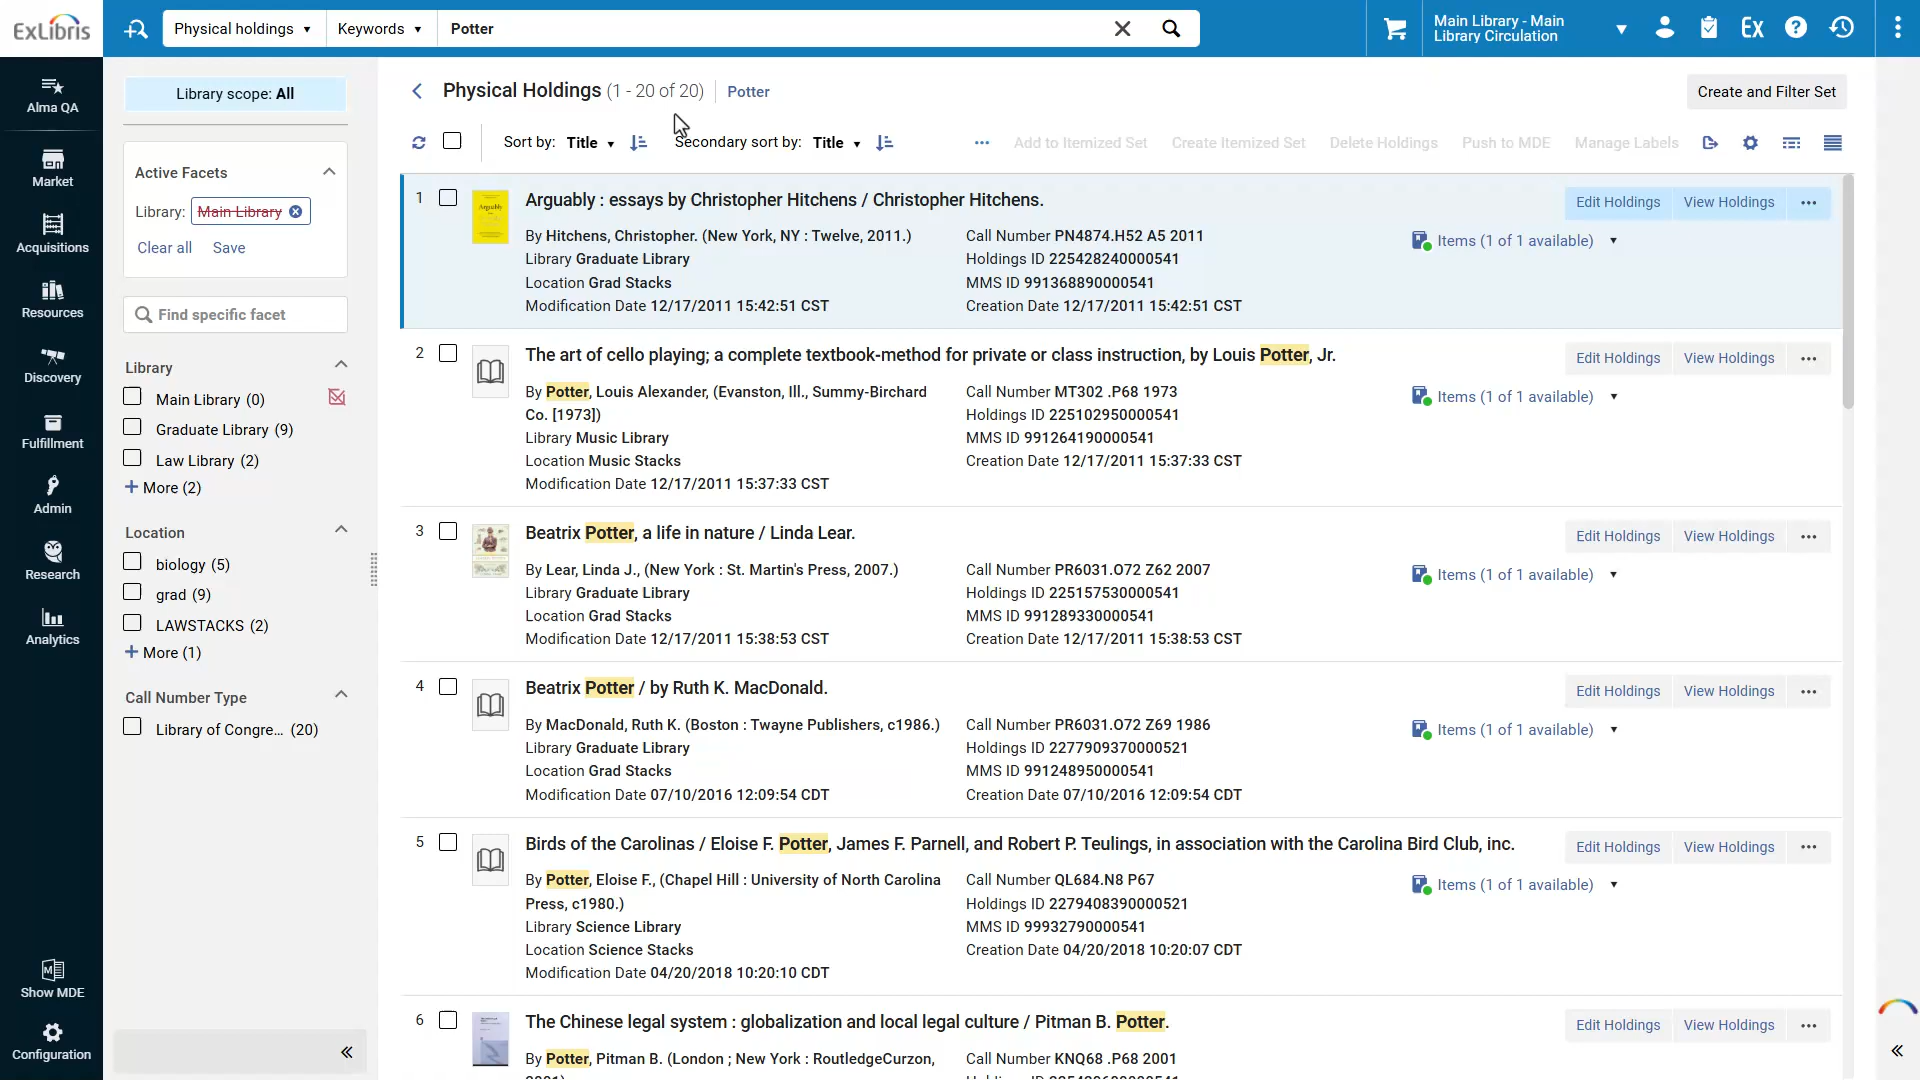 ExLibris
Physical holdings
Keywords
Potter
Main Library - Main
Library Circulation
Alma QA
Market
Acquisitions
Resources
Discovery
Fulfillment
Admin
Research
Analytics
Show MDE
Configuration
Library scope: All
Active Facets
Library: Main Library
Clear all Save
Find specific facet
Library
Main Library (0)
Graduate Library (9)
Law Library (2)
+ More (2)
Location
biology (5)
grad (9)
LAWSTACKS (2)
+ More (1)
Call Number Type
Library of Congre... (20)
Physical Holdings (1 - 20 of 20) Potter
Create and Filter Set
Sort by: Title Secondary sort by: Title ... Add to Itemized Set Create Itemized Set Delete Holdings Push to MDE Manage Labels
1 Arguably : essays by Christopher Hitchens / Christopher Hitchens.
Edit Holdings View Holdings ...
By Hitchens, Christopher. (New York, NY : Twelve, 2011.)
Library Graduate Library
Location Grad Stacks
Modification Date 12/17/2011 15:42:51 CST
Call Number PN4874.H52 A5 2011
Holdings ID 225428240000541
MMS ID 991368890000541
Creation Date 12/17/2011 15:42:51 CST
Items (1 of 1 available)
2 The art of cello playing; a complete textbook-method for private or class instruction, by Louis Potter, Jr.
Edit Holdings View Holdings ...
By Potter, Louis Alexander, (Evanston, Ill., Summy-Birchard
Co. [1973])
Library Music Library
Location Music Stacks
Modification Date 12/17/2011 15:37:33 CST
Call Number MT302 .P68 1973
Holdings ID 225102950000541
MMS ID 991264190000541
Creation Date 12/17/2011 15:37:33 CST
Items (1 of 1 available)
3 Beatrix Potter, a life in nature / Linda Lear.
Edit Holdings View Holdings ...
By Lear, Linda J., (New York : St. Martin's Press, 2007.)
Library Graduate Library
Location Grad Stacks
Modification Date 12/17/2011 15:38:53 CST
Call Number PR6031.O72 Z62 2007
Holdings ID 225157530000541
MMS ID 991289330000541
Creation Date 12/17/2011 15:38:53 CST
Items (1 of 1 available)
4 Beatrix Potter / by Ruth K. MacDonald.
Edit Holdings View Holdings ...
By MacDonald, Ruth K. (Boston : Twayne Publishers, c1986.)
Library Graduate Library
Location Grad Stacks
Modification Date 07/10/2016 12:09:54 CDT
Call Number PR6031.O72 Z69 1986
Holdings ID 2277909370000521
MMS ID 991248950000541
Creation Date 07/10/2016 12:09:54 CDT
Items (1 of 1 available)
5 Birds of the Carolinas / Eloise F. Potter, James F. Parnell, and Robert P. Teulings, in association with the Carolina Bird Club, inc.
Edit Holdings View Holdings ...
By Potter, Eloise F., (Chapel Hill : University of North Carolina
Press, c1980.)
Library Science Library
Location Science Stacks
Modification Date 04/20/2018 10:20:10 CDT
Call Number QL684.N8 P67
Holdings ID 2279408390000521
MMS ID 99932790000541
Creation Date 04/20/2018 10:20:07 CDT
Items (1 of 1 available)
6 The Chinese legal system : globalization and local legal culture / Pitman B. Potter.
Edit Holdings View Holdings ...
By Potter, Pitman B. (London ; New York : RoutledgeCurzon,
Call Number KNQ68 .P68 2001